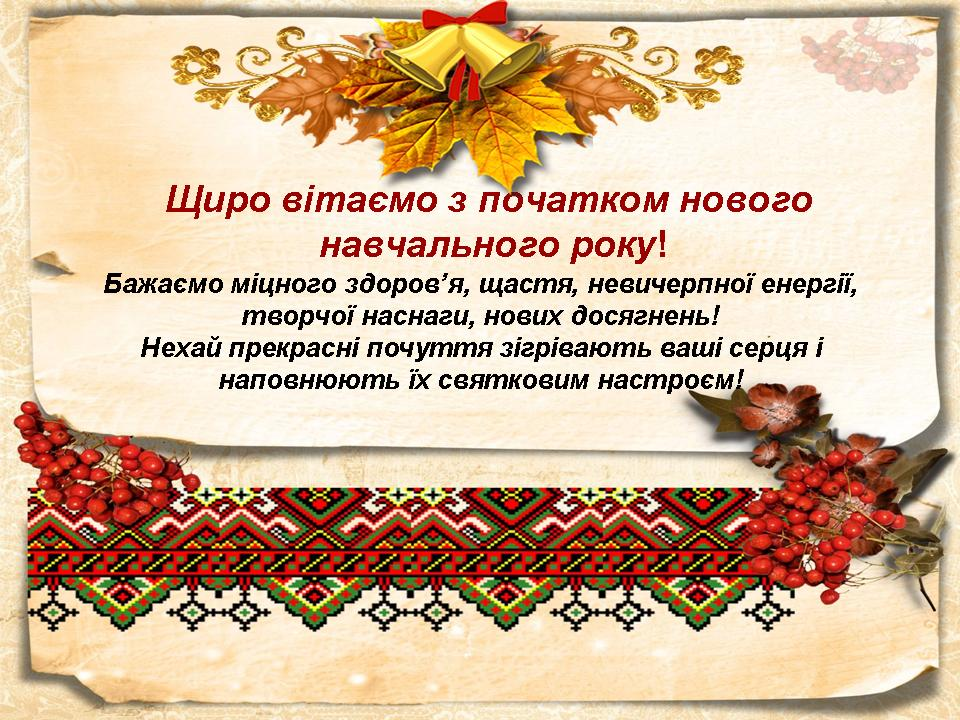 Щиро вітаємо з початком нового
навчального року!
Бажаємо міцного здоров’я, щастя, невичерпної енергії,
творчої наснаги, нових досягнень!
Нехай прекрасні почуття зігрівають ваші серця і
наповнюють їх святковим настроєм!